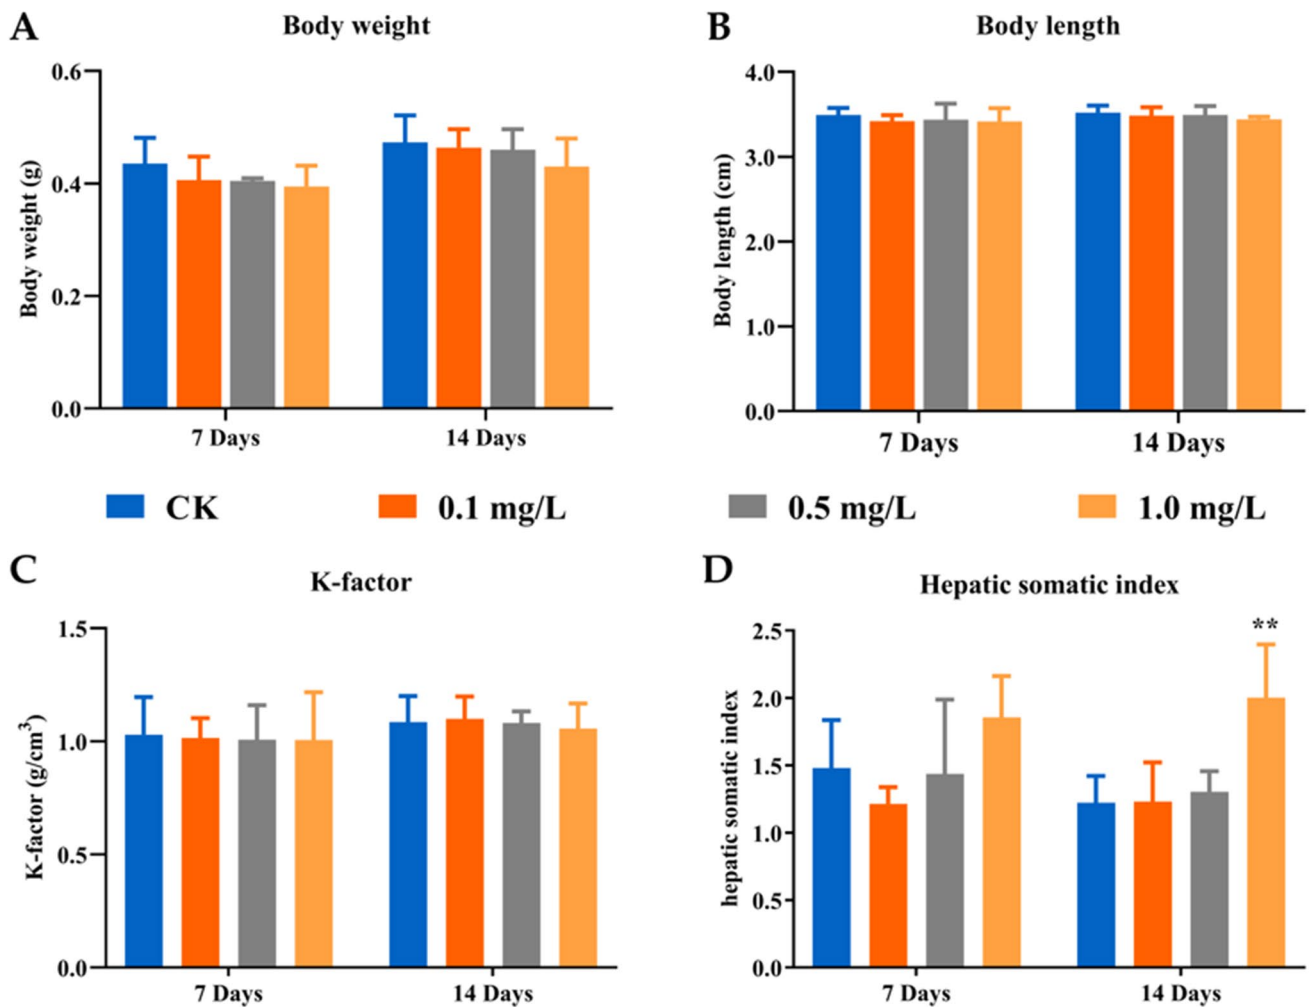 A
Body weight
Body weight (g)
0.6
0.4
0.2
0.0
7 Days
14 Days
B
Body length
Body length (cm)
4.0
3.0
2.0
1.0
0.0
7 Days
14 Days
CK
0.1 mg/L
0.5 mg/L
1.0 mg/L
C
K-factor
K-factor (g/cm³)
1.5
1.0
0.5
0.0
7 Days
14 Days
D
Hepatic somatic index
hepatic somatic index
2.5
2.0
1.5
1.0
0.5
0.0
**
7 Days
14 Days